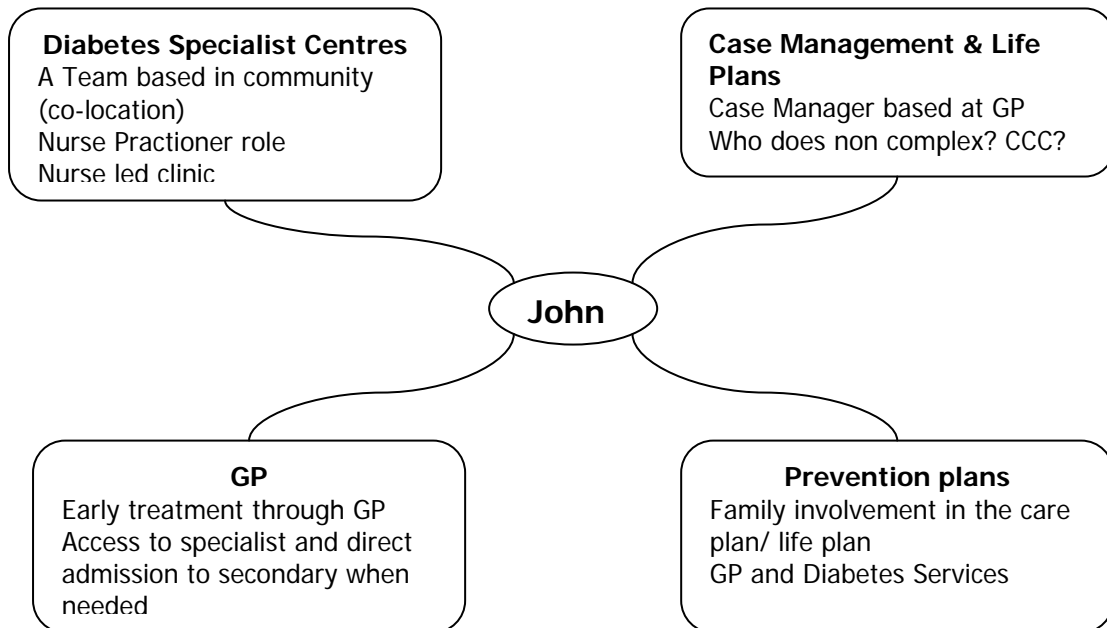 Diabetes Specialist Centres
A Team based in community
(co-location)
Nurse Practioner role
Nurse led clinic
Case Management & Life
Plans
Case Manager based at GP
Who does non complex? CCC?
John
GP
Early treatment through GP
Access to specialist and direct
admission to secondary when
needed
Prevention plans
Family involvement in the care
plan/ life plan
GP and Diabetes Services